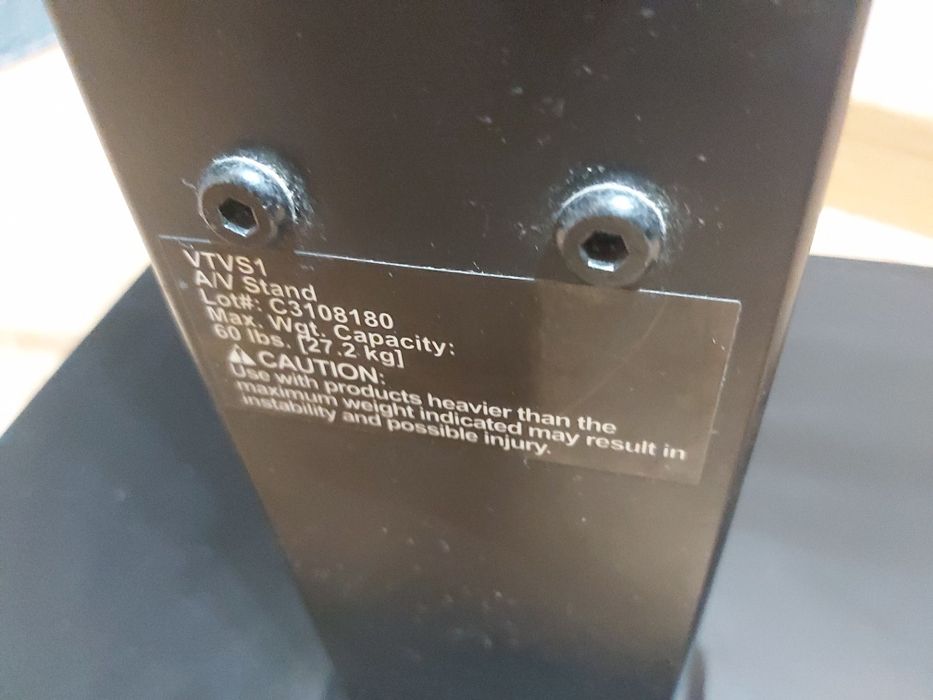 VTVS1
A/V Stand
Lot#: C3108180
Max. Wgt. Capacity:
60 lbs. [27.2 kg]
⚠CAUTION:
Use with products heavier than the
maximum weight indicated may result in
instability and possible injury.